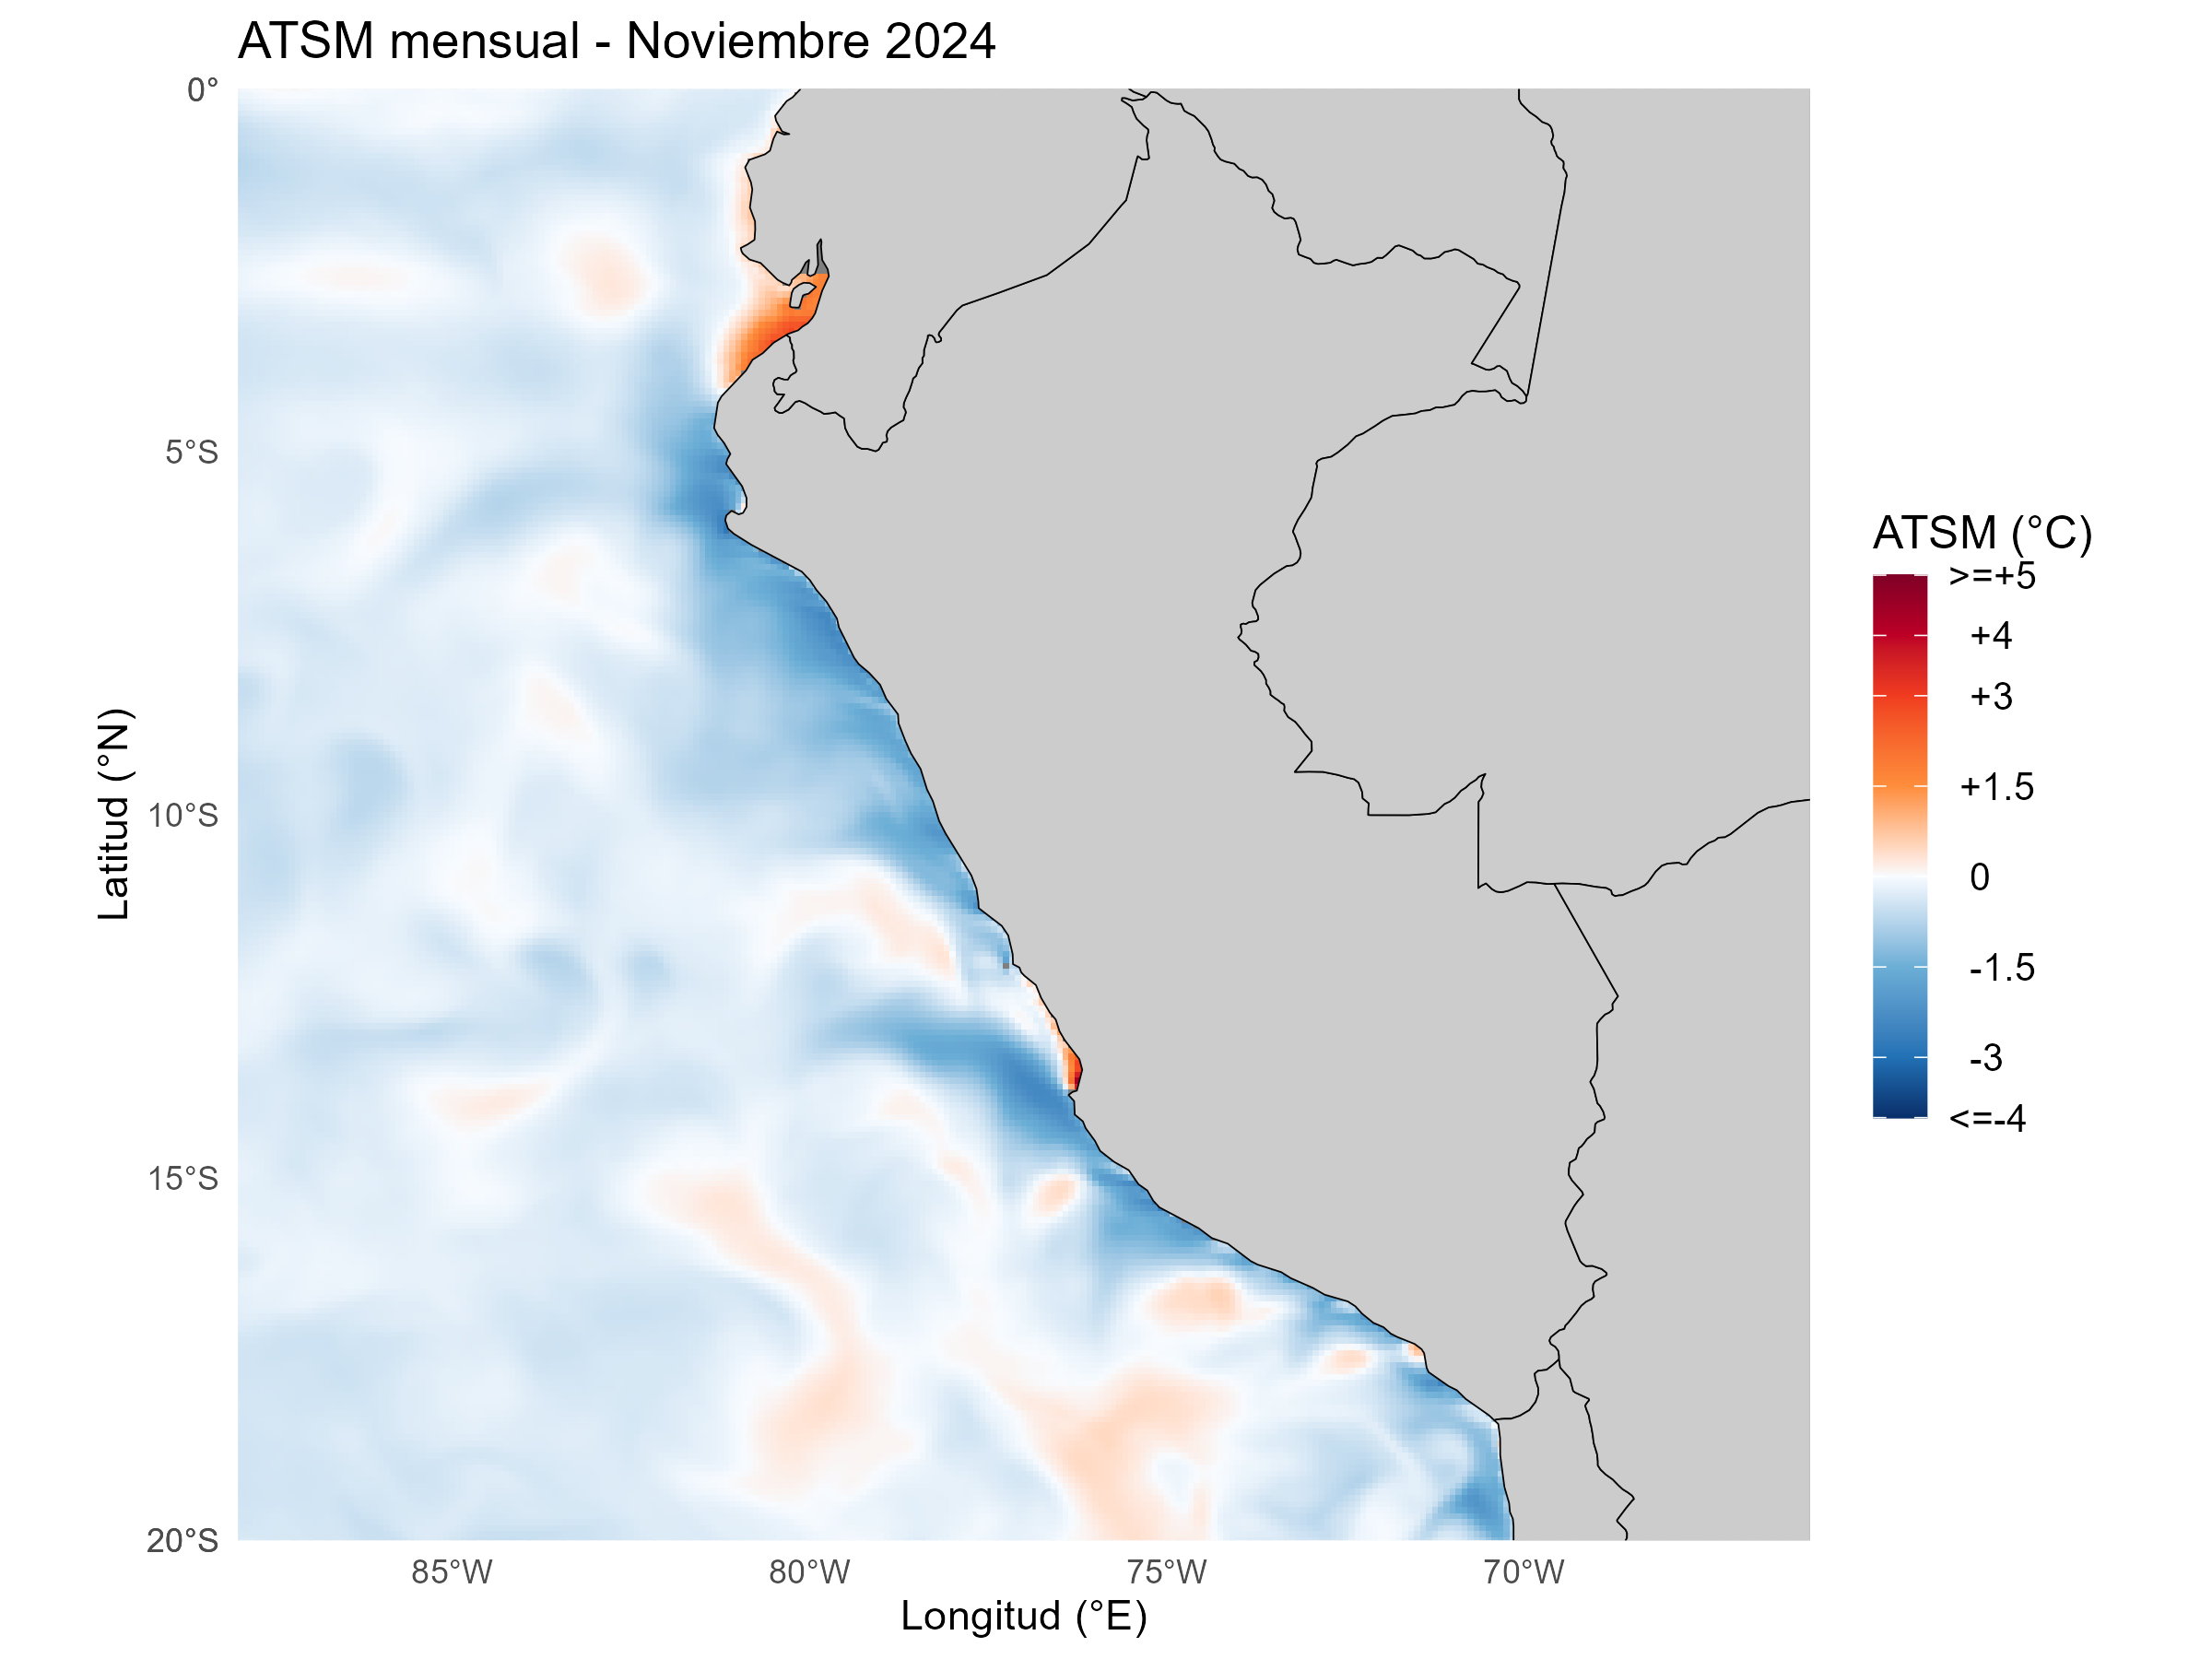 ATSM mensual - Noviembre 2024
0°
5°S
10°S
15°S
20°S
Latitud (°N)
85°W
80°W
75°W
70°W
Longitud (°E)
ATSM (°C)
>=+5
+4
+3
+1.5
0
-1.5
-3
<=-4